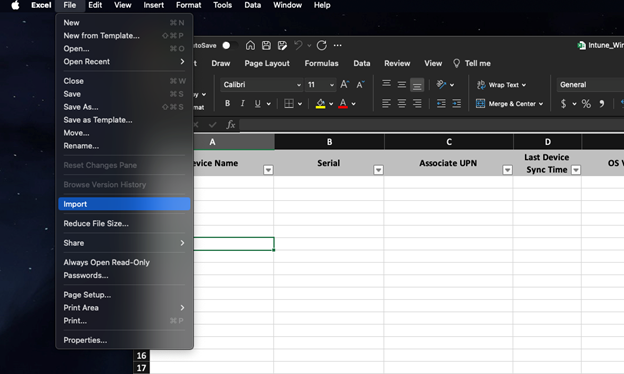 Excel File Edit View Insert Format Tools Data Window Help
New ⌘N
New from Template... ⇧⌘P
Open... ⌘O
Open Recent >
Close ⌘W
Save ⌘S
Save As... ⇧⌘S
Save as Template...
Move...
Rename...
Reset Changes Pane
Browse Version History
Import
Reduce File Size...
Share >
Always Open Read-Only
Passwords...
Page Setup...
Print Area >
Print... ⌘P
Properties...
utoSave
Draw Page Layout Formulas Data Review View Tell me
Calibri 11 A^ A˅ Wrap Text General
mat B I U A Merge & Center $ % 9
fx
A B C D
evice Name Serial Associate UPN Last Device
Sync Time OS V
16
17